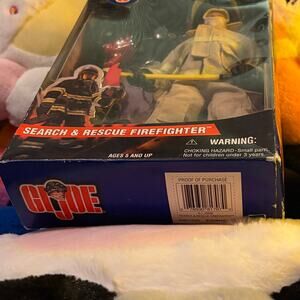 SEARCH & RESCUE FIREFIGHTER™
AGES 5 AND UP
WARNING:
CHOKING HAZARD-Small parts.
Not for children under 3 years.
GI JOE
PROOF OF PURCHASE